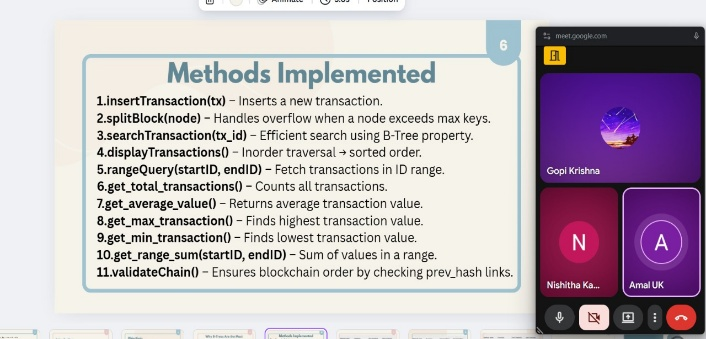 Animate
5.0s
Position
6
Methods Implemented
1.insertTransaction(tx) – Inserts a new transaction.
2.splitBlock(node) – Handles overflow when a node exceeds max keys.
3.searchTransaction(tx_id) – Efficient search using B-Tree property.
4.displayTransactions() – Inorder traversal → sorted order.
5.rangeQuery(startID, endID) – Fetch transactions in ID range.
6.get_total_transactions() – Counts all transactions.
7.get_average_value() – Returns average transaction value.
8.get_max_transaction() – Finds highest transaction value.
9.get_min_transaction() – Finds lowest transaction value.
10.get_range_sum(startID, endID) – Sum of values in a range.
11.validateChain() – Ensures blockchain order by checking prev_hash links.
meet.google.com
Gopi Krishna
N
Nishitha Ka...
A
Amal UK